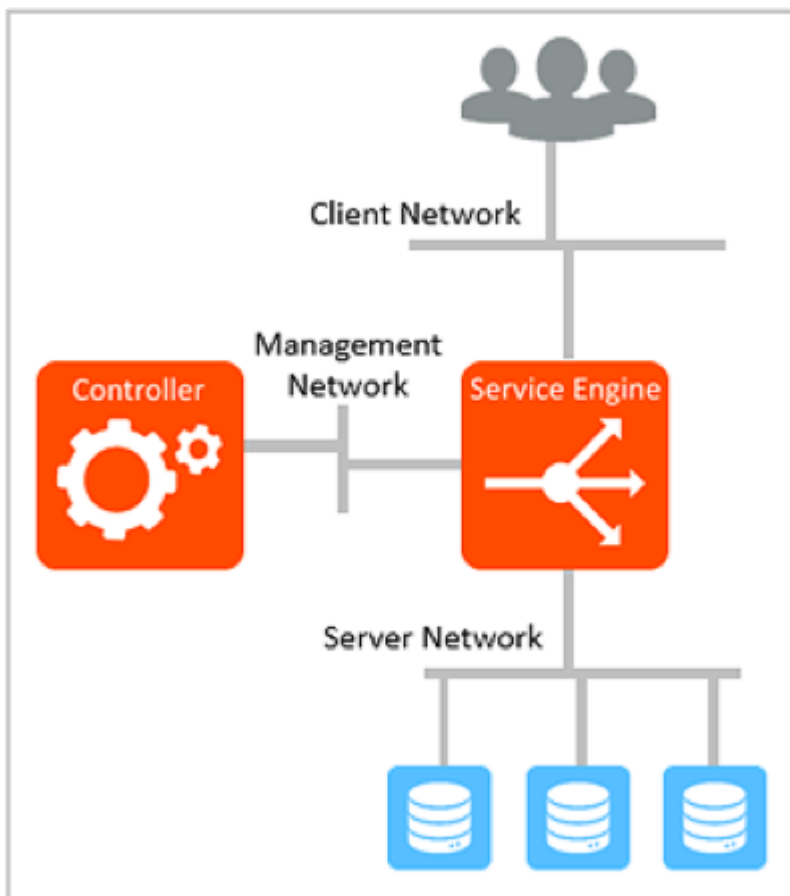 Client Network
Management
Network
Controller
Service Engine
Server Network